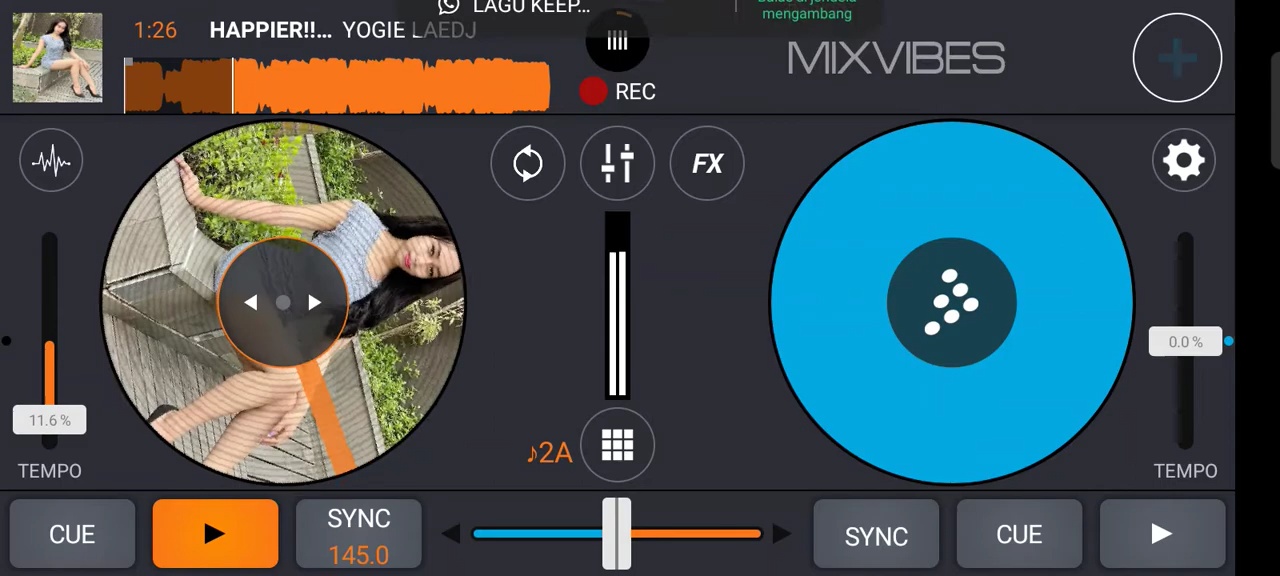 LAGU KEEP...
mengambang
1:26 HAPPIER!!... YOGIE LAEDJ
REC
MIXVIBES
FX
11.6 %
TEMPO
♪2A
0.0 %
TEMPO
CUE
SYNC
145.0
SYNC
CUE